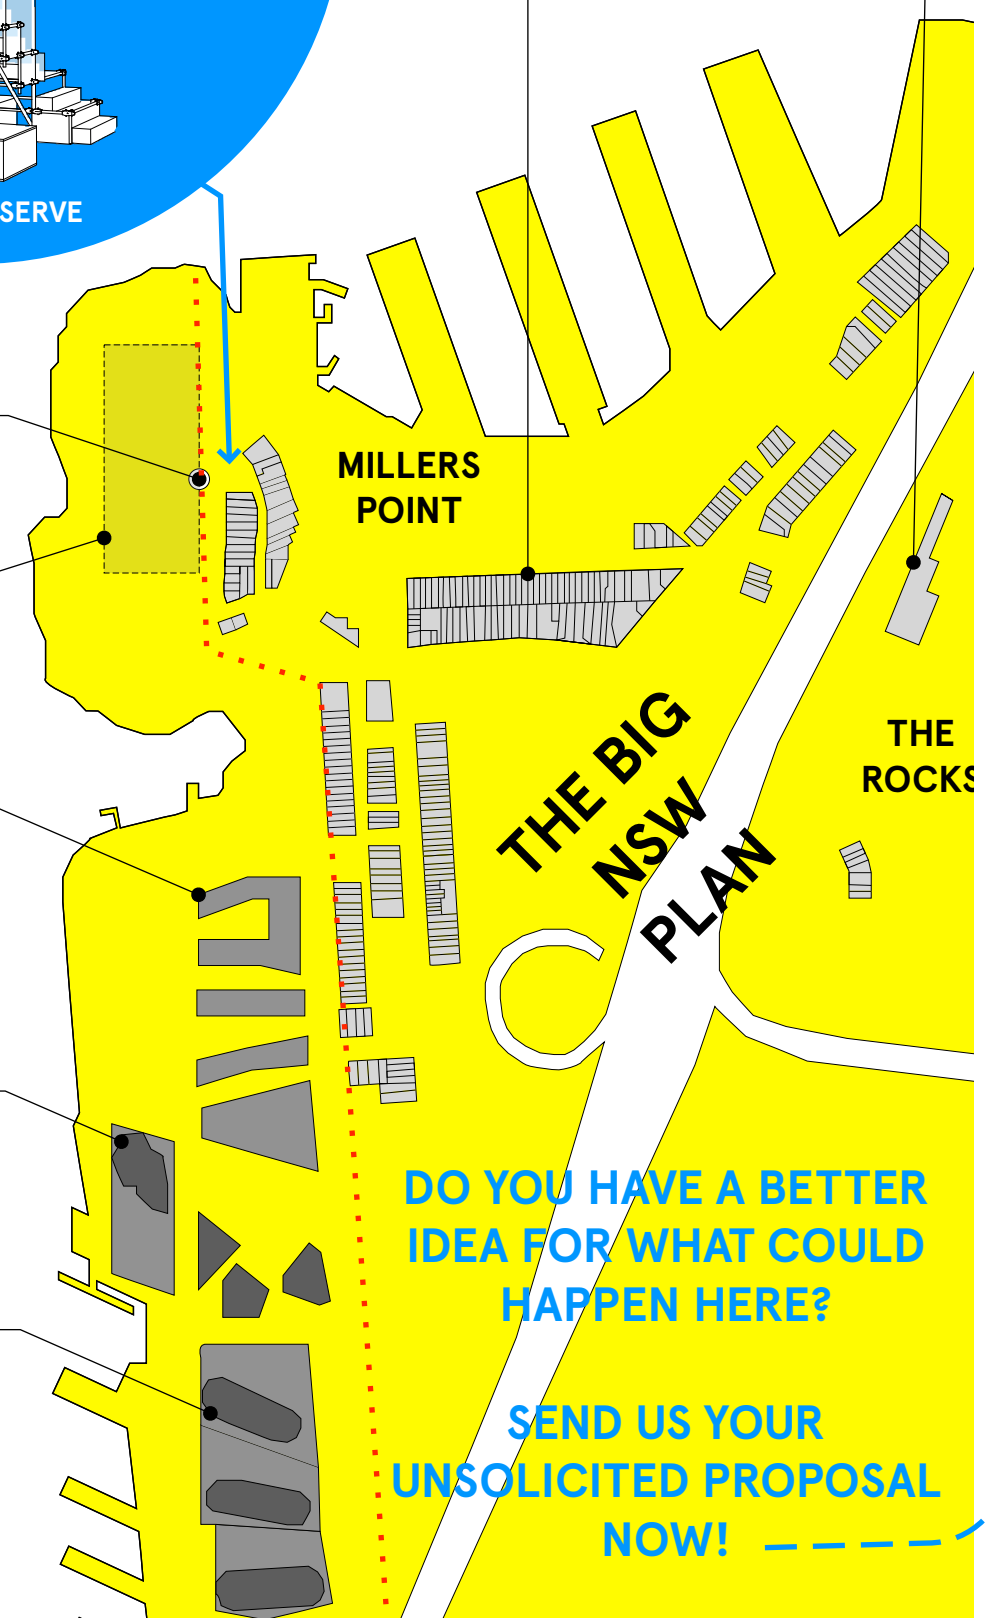 SERVE
MILLERS
POINT
THE BIG
NSW
PLAN
THE
ROCKS
DO YOU HAVE A BETTER
IDEA FOR WHAT COULD
HAPPEN HERE?
SEND US YOUR
UNSOLICITED PROPOSAL
NOW!